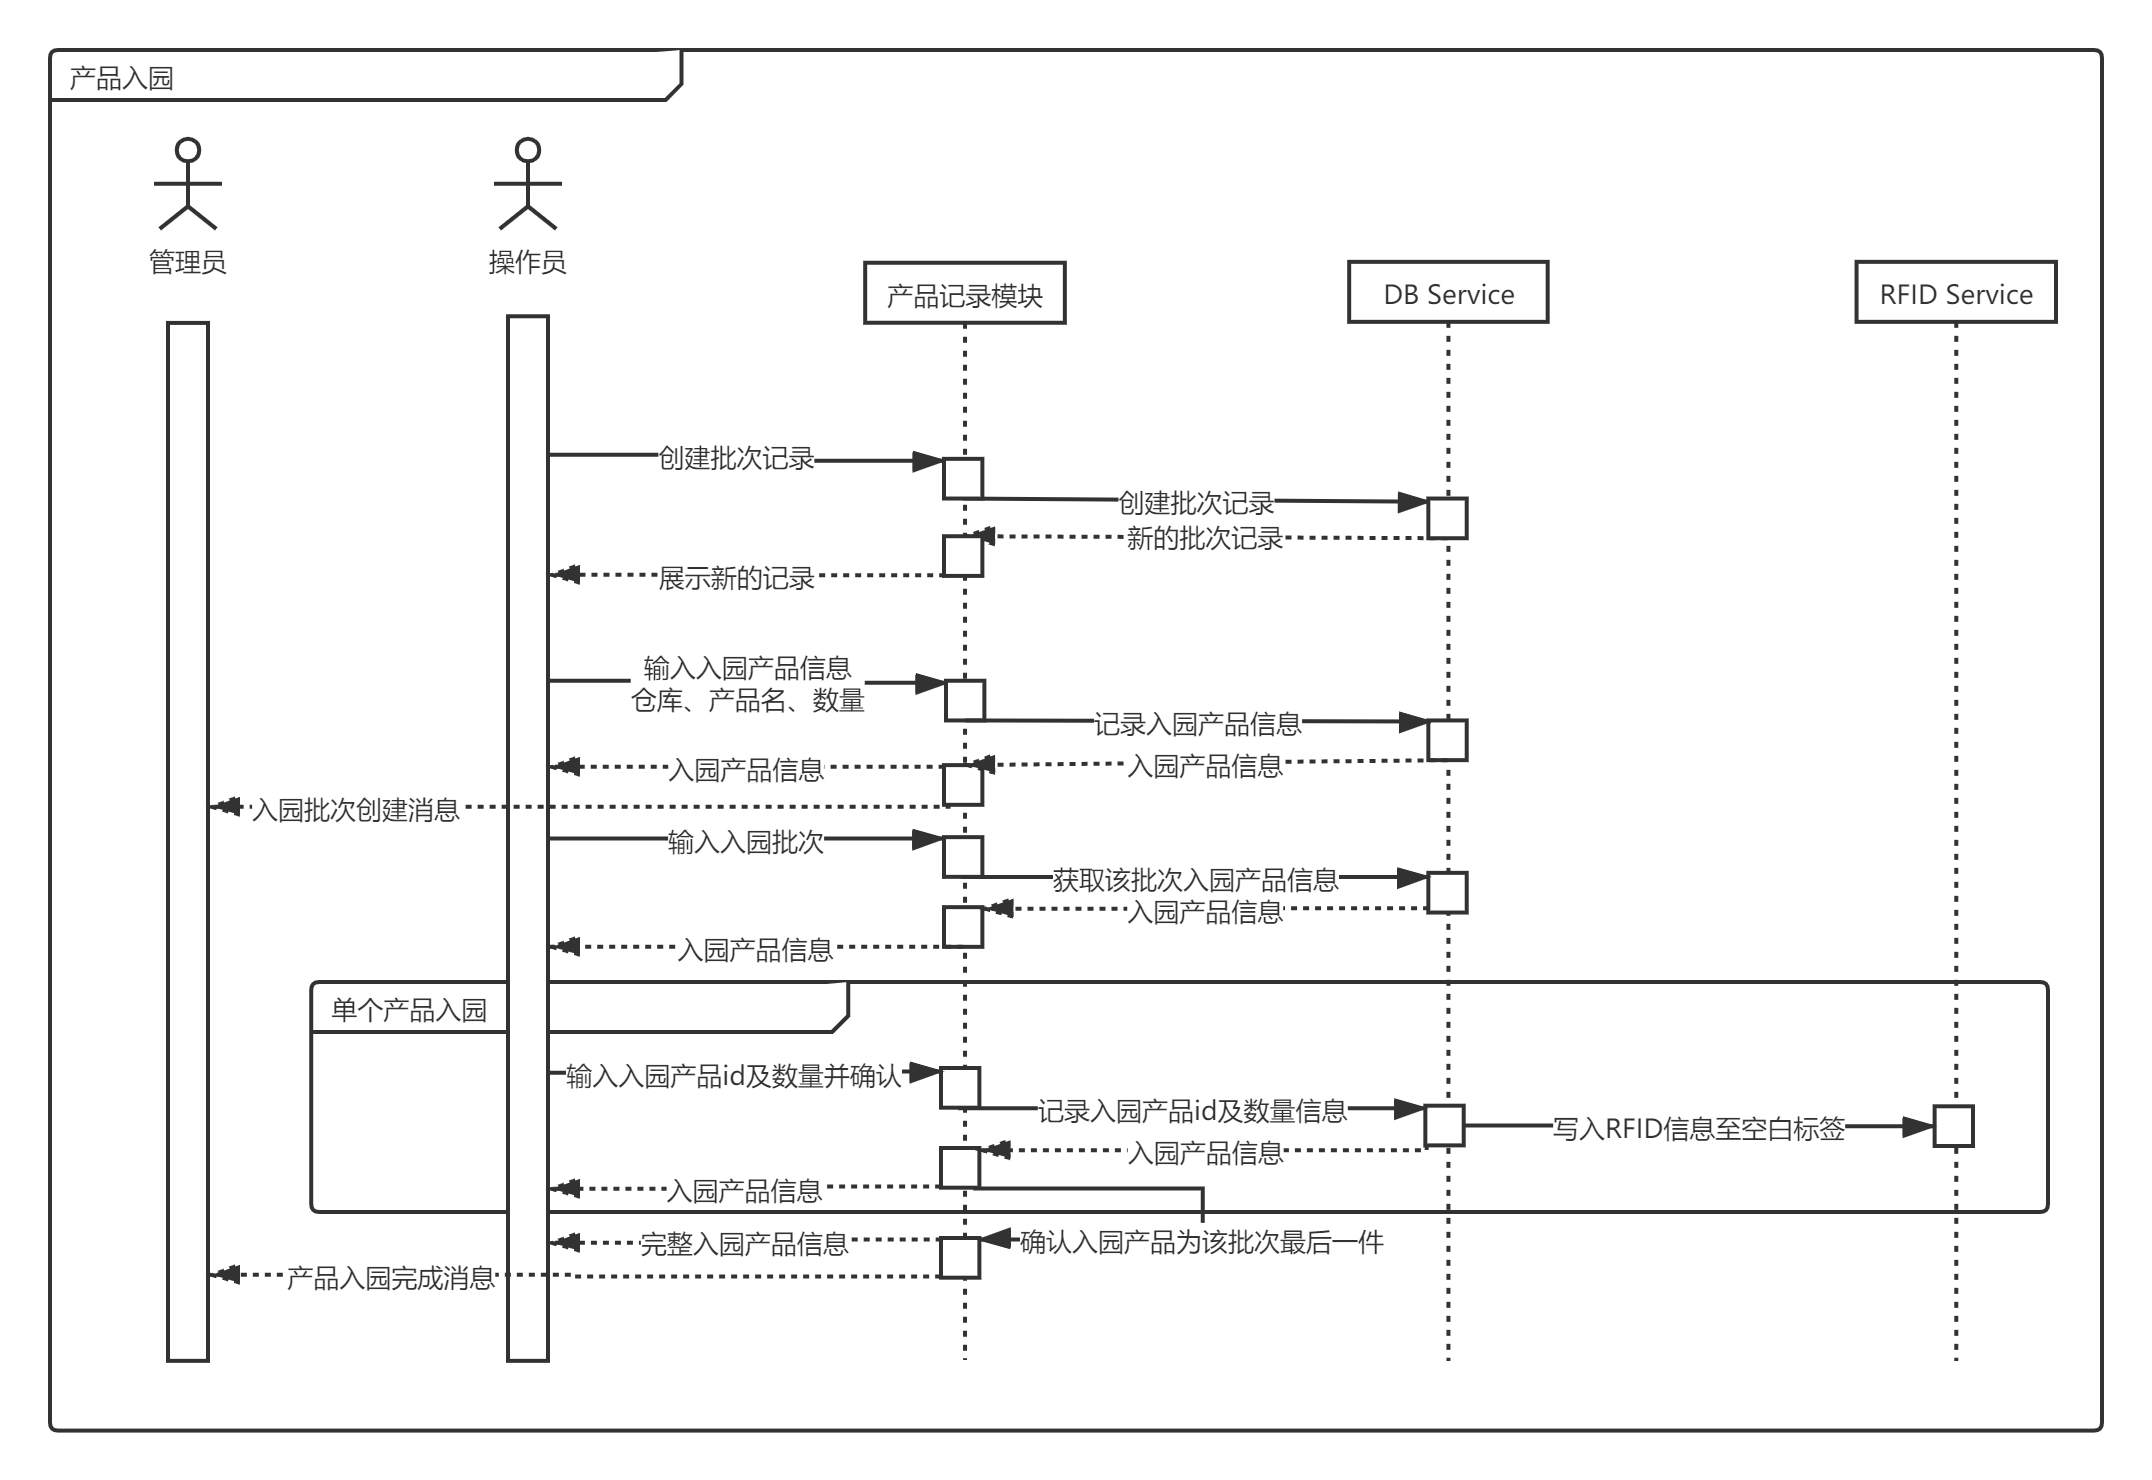 产品入园
管理员
操作员
产品记录模块
DB Service
RFID Service
创建批次记录
创建批次记录
新的批次记录
展示新的记录
输入入园产品信息
仓库、产品名、数量
记录入园产品信息
入园产品信息
入园产品信息
入园批次创建消息
输入入园批次
获取该批次入园产品信息
入园产品信息
入园产品信息
单个产品入园
输入入园产品id及数量并确认
记录入园产品id及数量信息
写入RFID信息至空白标签
入园产品信息
入园产品信息
完整入园产品信息
确认入园产品为该批次最后一件
产品入园完成消息